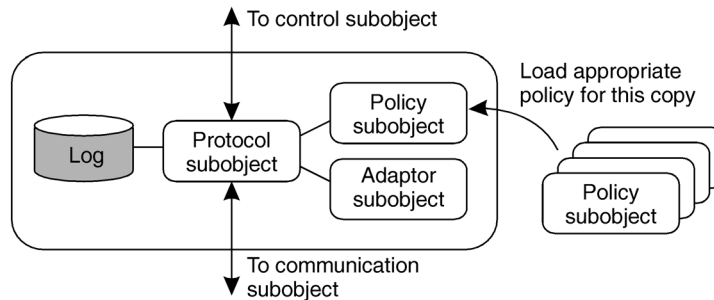 To control subobject
Load appropriate
policy for this copy
Policy
subobject
Log
Protocol
subobject
Adaptor
subobject
Policy
subobject
To communication
subobject